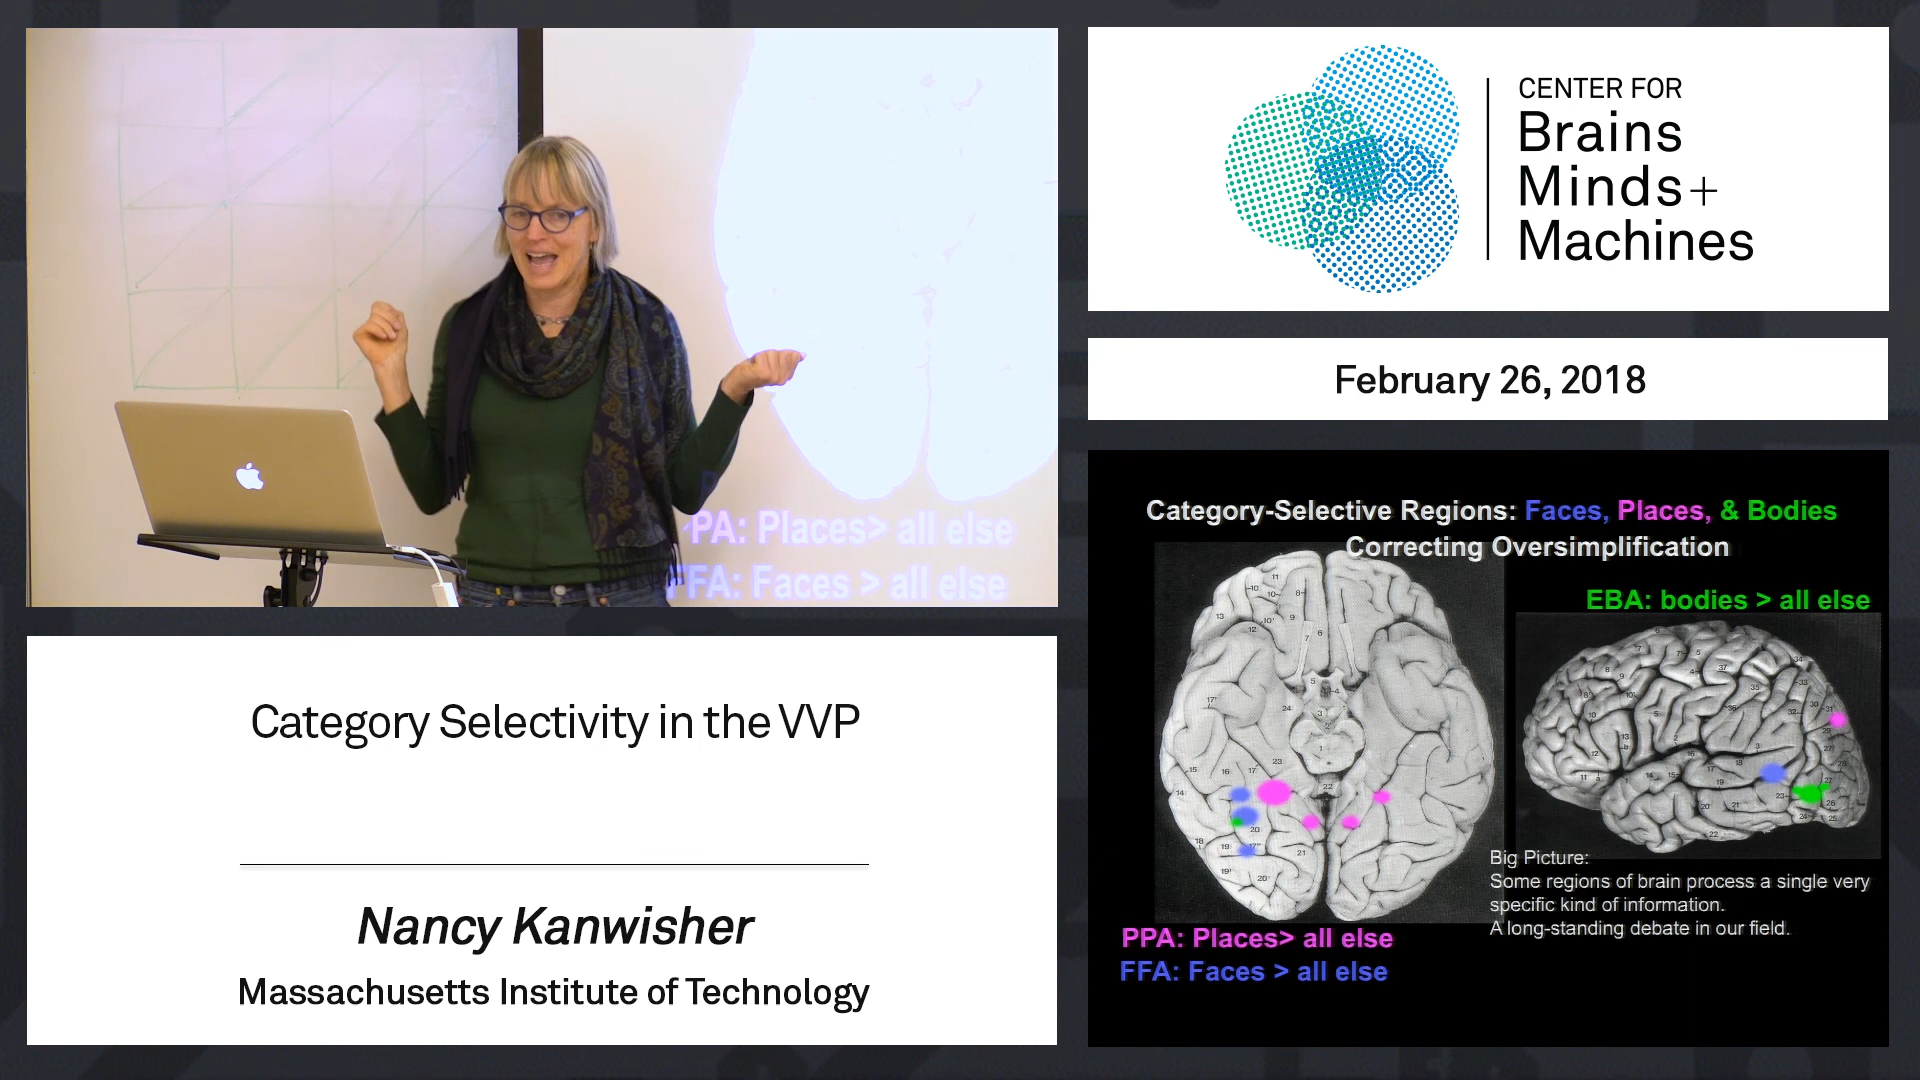 PA: Places> all else
FFA: Faces > all else
CENTER FOR
Brains
Minds+
Machines
February 26, 2018
Category Selectivity in the VVP
Nancy Kanwisher
Massachusetts Institute of Technology
Category-Selective Regions: Faces, Places, & Bodies
Correcting Oversimplification
EBA: bodies > all else
Big Picture:
Some regions of brain process a single very
specific kind of information.
A long-standing debate in our field.
PPA: Places> all else
FFA: Faces > all else